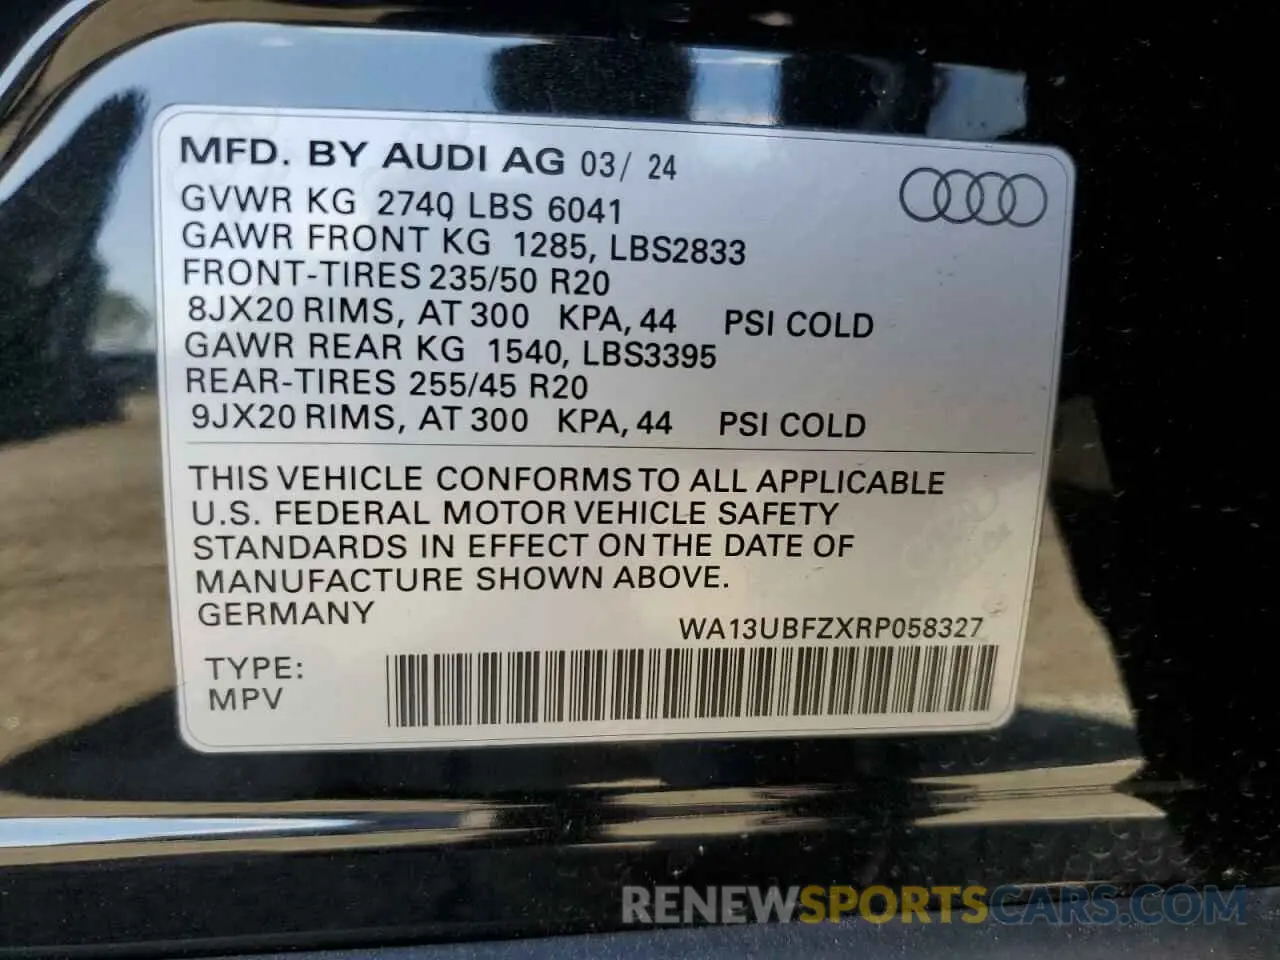 MFD. BY AUDI AG 03/ 24
GVWR KG 2740 LBS 6041
GAWR FRONT KG 1285, LBS2833
FRONT-TIRES 235/50 R20
8JX20 RIMS, AT 300 KPA, 44 PSI COLD
GAWR REAR KG 1540, LBS3395
REAR-TIRES 255/45 R20
9JX20 RIMS, AT 300 KPA, 44 PSI COLD
THIS VEHICLE CONFORMS TO ALL APPLICABLE
U.S. FEDERAL MOTOR VEHICLE SAFETY
STANDARDS IN EFFECT ON THE DATE OF
MANUFACTURE SHOWN ABOVE.
GERMANY
WA13UBFZXRP058327
TYPE:
MPV
RENEWSPORTSCARS.COM